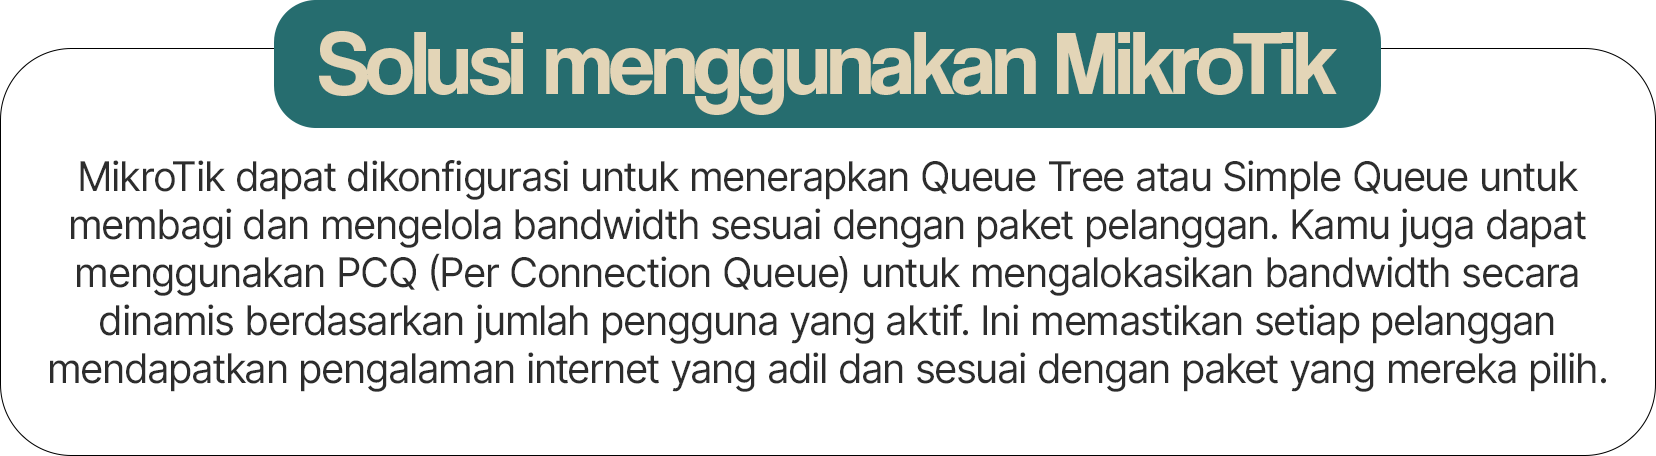 Solusi menggunakan MikroTik
MikroTik dapat dikonfigurasi untuk menerapkan Queue Tree atau Simple Queue untuk
membagi dan mengelola bandwidth sesuai dengan paket pelanggan. Kamu juga dapat
menggunakan PCQ (Per Connection Queue) untuk mengalokasikan bandwidth secara
dinamis berdasarkan jumlah pengguna yang aktif. Ini memastikan setiap pelanggan
mendapatkan pengalaman internet yang adil dan sesuai dengan paket yang mereka pilih.